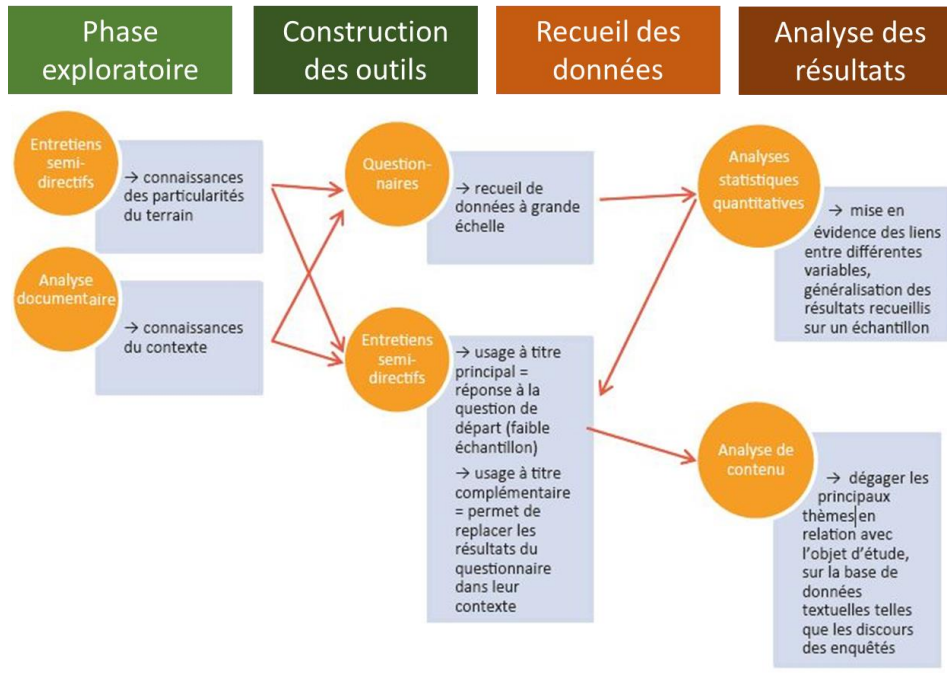 Phase
exploratoire
Construction
des outils
Recueil des
données
Analyse des
résultats
Entretiens
semi-
directifs
→ connaissances
des particularités
du terrain
Analyse
documentaire
→ connaissances
du contexte
Question-
naires
→ recueil de
données à grande
échelle
Entretiens
semi-
directifs
→ usage à titre
principal =
réponse à la
question de
départ (faible
échantillon)
→ usage à titre
complémentaire
= permet de
replacer les
résultats du
questionnaire
dans leur
contexte
Analyses
statistiques
quantitatives
→ mise en
évidence des liens
entre différentes
variables,
généralisation des
résultats recueillis
sur un échantillon
Analyse de
contenu
→ dégager les
principaux
thèmes en
relation avec
l'objet d'étude,
sur la base de
données
textuelles telles
que les discours
des enquêtés